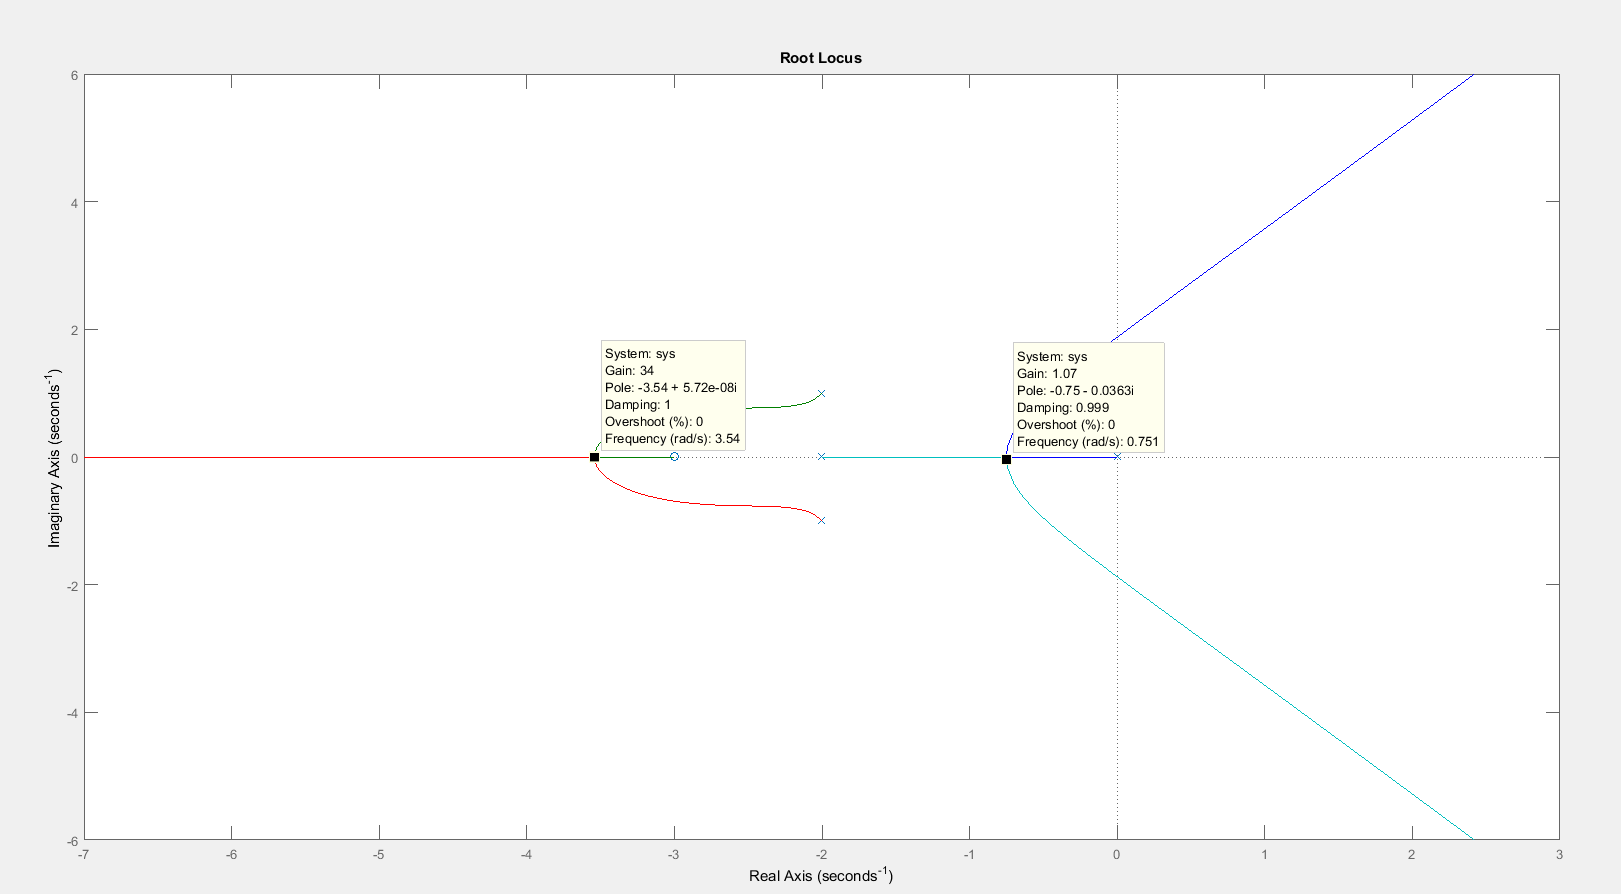 Root Locus
6
4
2
0
-2
-4
-6
Imaginary Axis (seconds-1)
System: sys
Gain: 34
Pole: -3.54 + 5.72e-08i
Damping: 1
Overshoot (%): 0
Frequency (rad/s): 3.54
System: sys
Gain: 1.07
Pole: -0.75 - 0.0363i
Damping: 0.999
Overshoot (%): 0
Frequency (rad/s): 0.751
-7 -6 -5 -4 -3 -2 -1 0 1 2 3
Real Axis (seconds-1)